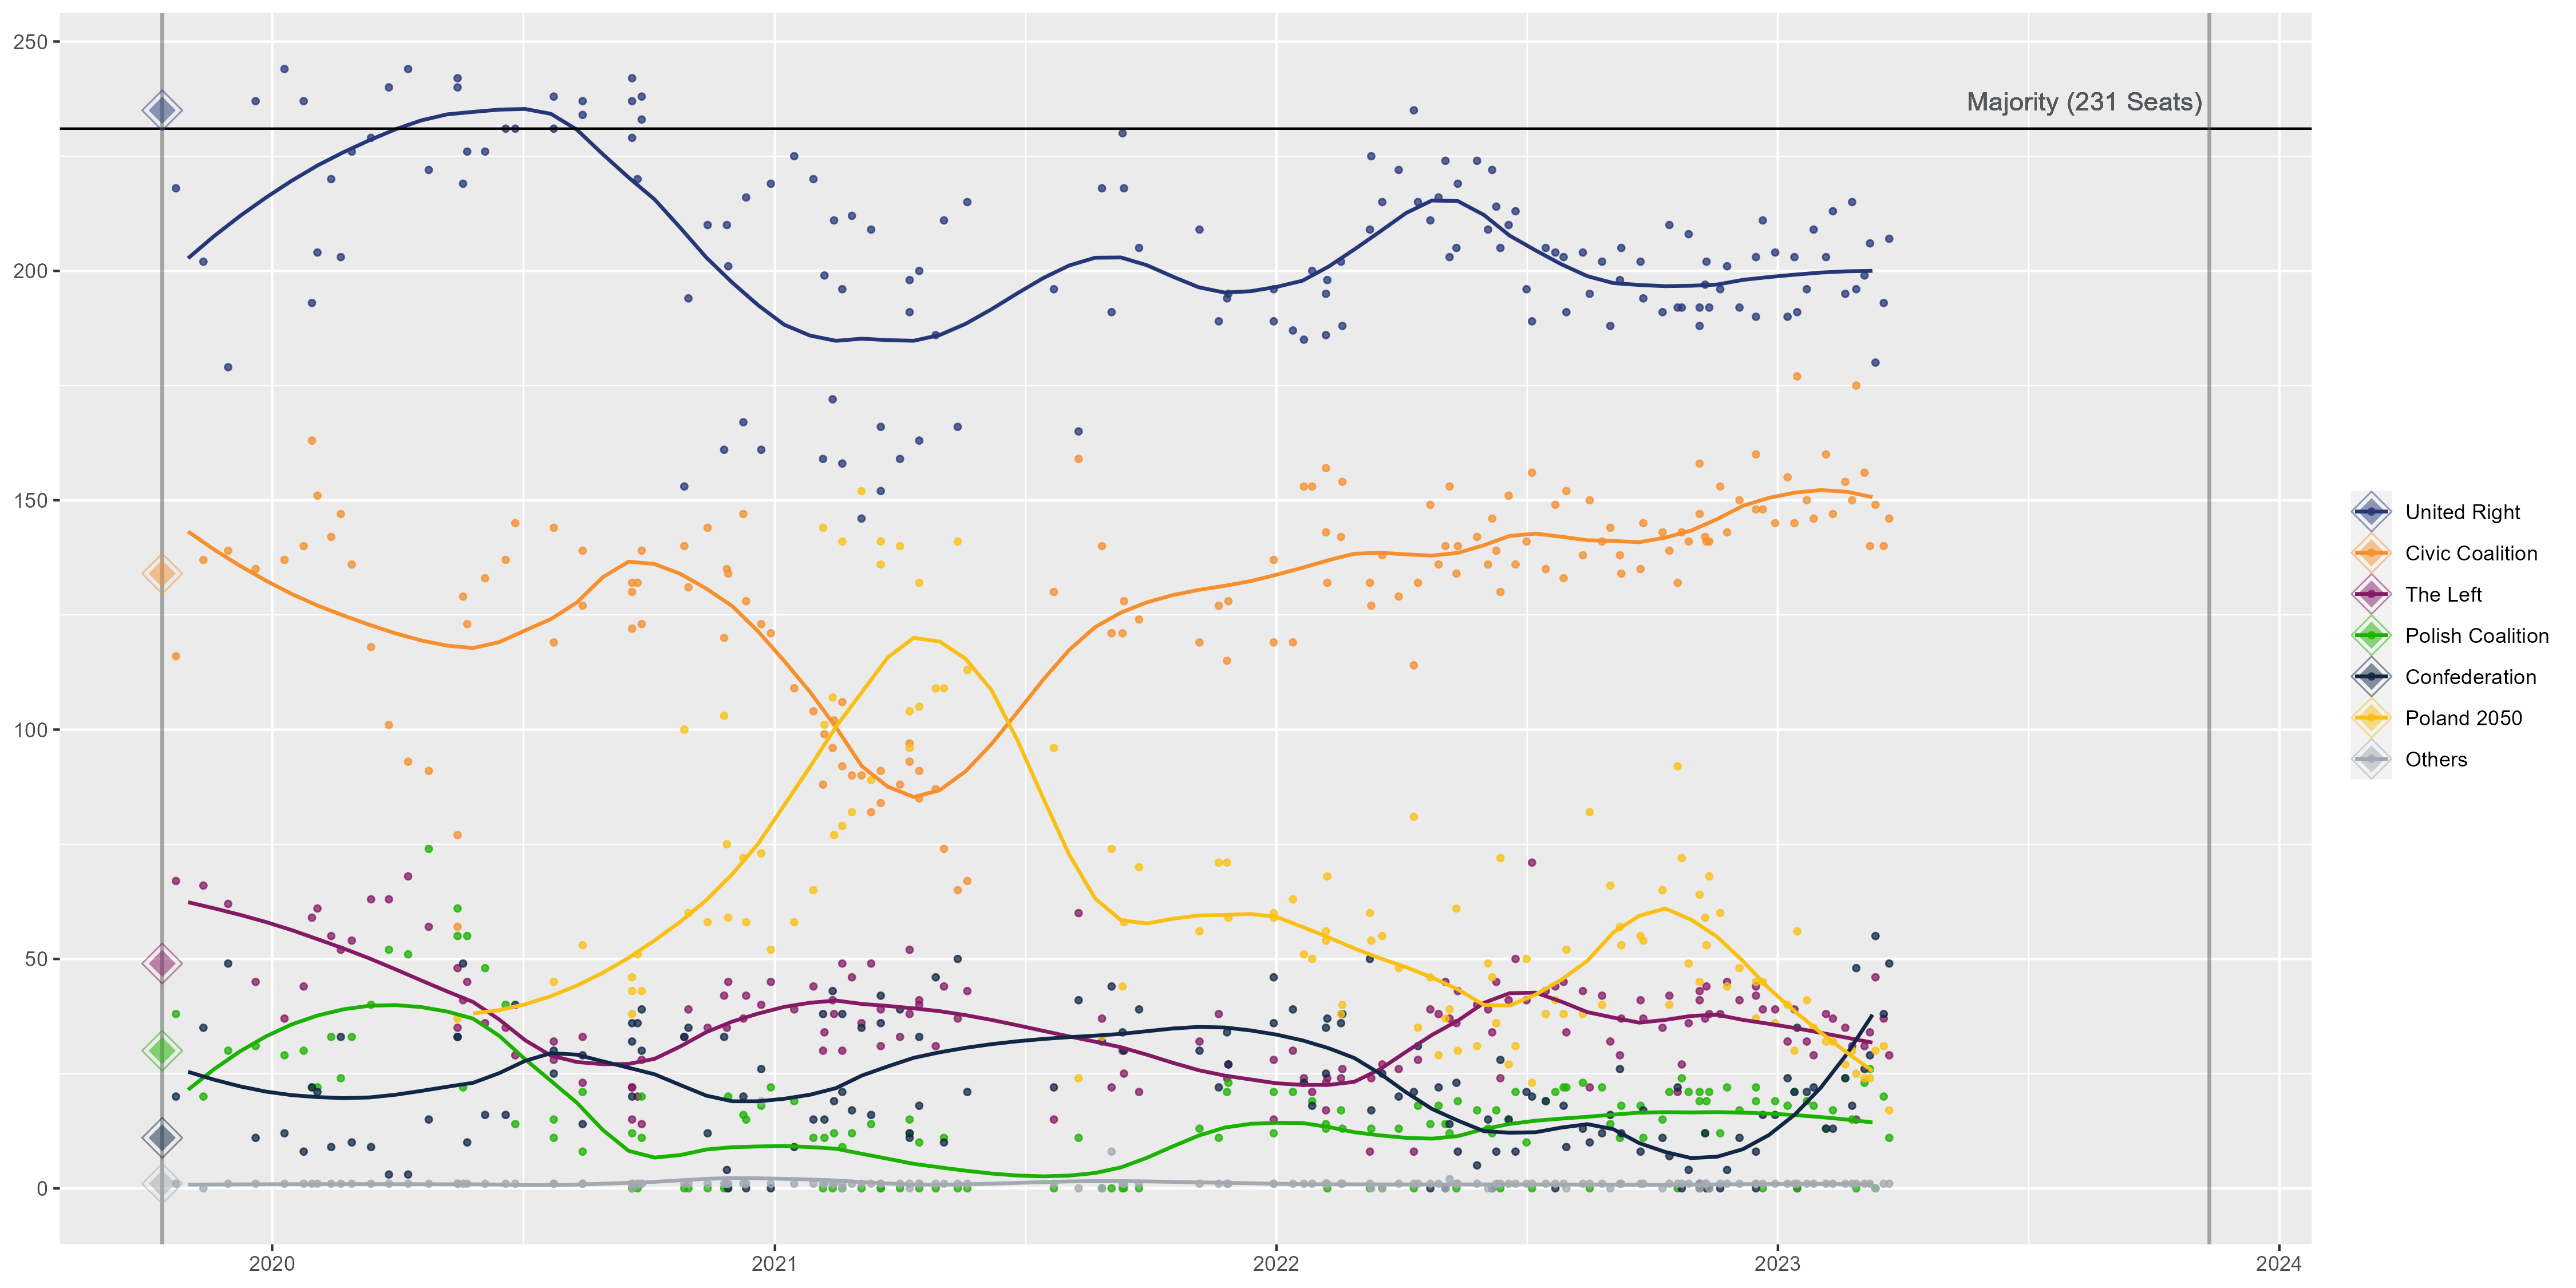 250
200
150
100
50
0
Majority (231 Seats)
2020
2021
2022
2023
2024
United Right
Civic Coalition
The Left
Polish Coalition
Confederation
Poland 2050
Others